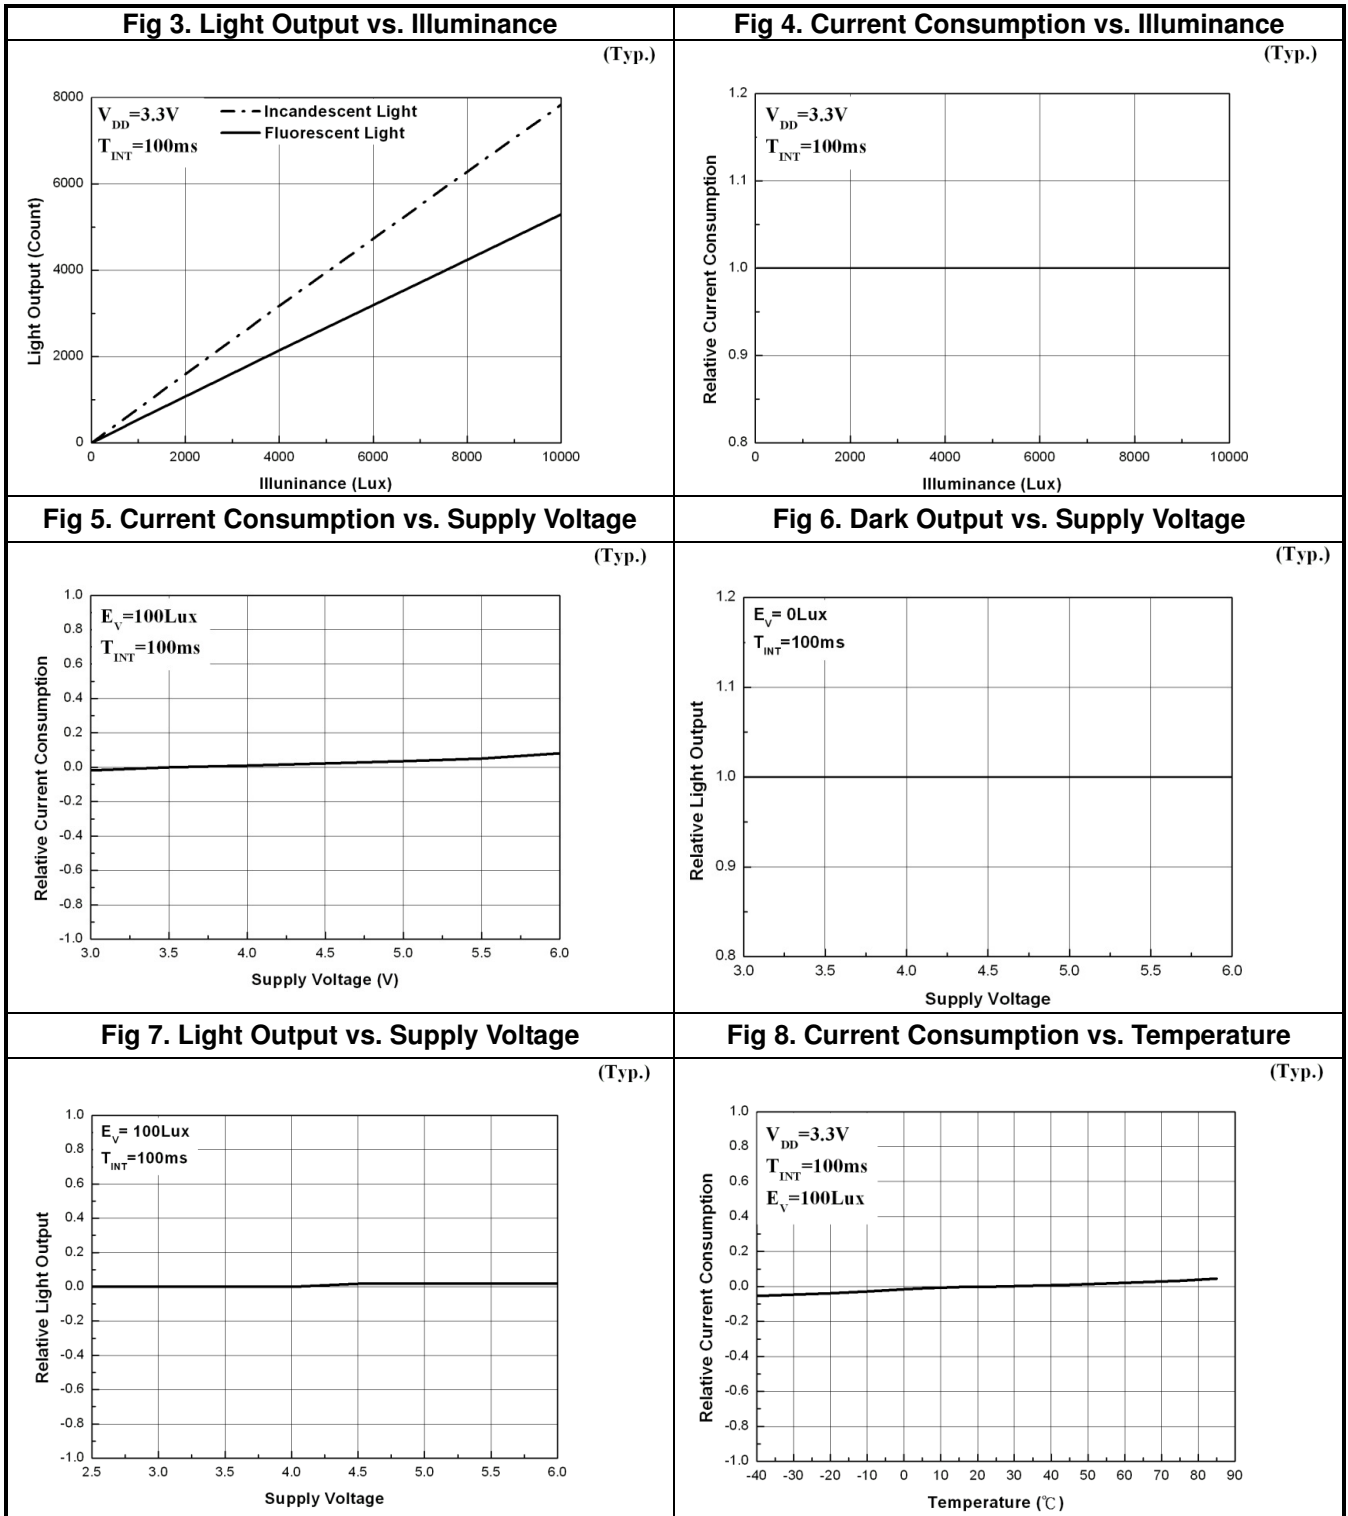 Fig 3. Light Output vs. Illuminance
(Typ.)
VDD=3.3V
TINT=100ms
Incandescent Light
Fluorescent Light
Light Output (Count)
8000
6000
4000
2000
0
0 2000 4000 6000 8000 10000
Illuninance (Lux)
Fig 4. Current Consumption vs. Illuminance
(Typ.)
VDD=3.3V
TINT=100ms
Relative Current Consumption
1.2
1.1
1.0
0.9
0.8
0 2000 4000 6000 8000 10000
Illuminance (Lux)
Fig 5. Current Consumption vs. Supply Voltage
(Typ.)
EV=100Lux
TINT=100ms
Relative Current Consumption
1.0
0.8
0.6
0.4
0.2
0.0
-0.2
-0.4
-0.6
-0.8
-1.0
3.0 3.5 4.0 4.5 5.0 5.5 6.0
Supply Voltage (V)
Fig 6. Dark Output vs. Supply Voltage
(Typ.)
EV= 0Lux
TINT=100ms
Relative Light Output
1.2
1.1
1.0
0.9
0.8
3.0 3.5 4.0 4.5 5.0 5.5 6.0
Supply Voltage
Fig 7. Light Output vs. Supply Voltage
(Typ.)
EV= 100Lux
TINT=100ms
Relative Light Output
1.0
0.8
0.6
0.4
0.2
0.0
-0.2
-0.4
-0.6
-0.8
-1.0
2.5 3.0 3.5 4.0 4.5 5.0 5.5 6.0
Supply Voltage
Fig 8. Current Consumption vs. Temperature
(Typ.)
VDD=3.3V
TINT=100ms
EV=100Lux
Relative Current Consumption
1.0
0.8
0.6
0.4
0.2
0.0
-0.2
-0.4
-0.6
-0.8
-1.0
-40 -30 -20 -10 0 10 20 30 40 50 60 70 80 90
Temperature (℃)